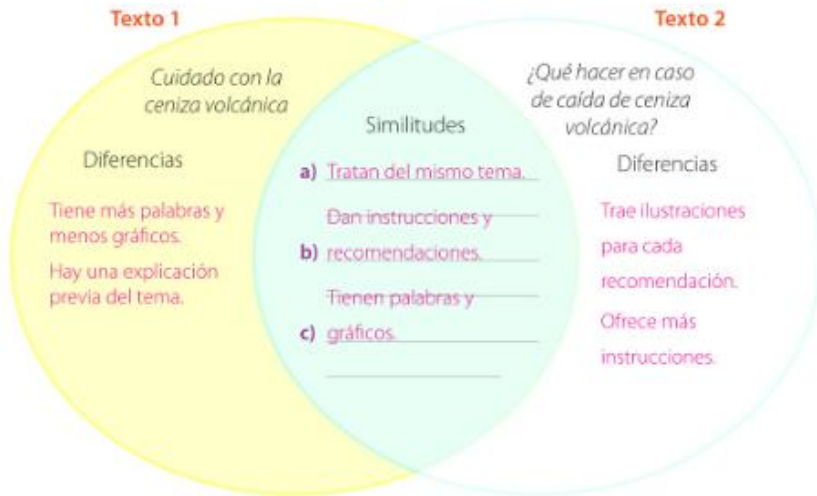 Texto 1
Texto 2
Cuidado con la
ceniza volcánica
Diferencias
Tiene más palabras y
menos gráficos.
Hay una explicación
previa del tema.
Similitudes
a) Tratan del mismo tema.
Dan instrucciones y
b) recomendaciones.
Tienen palabras y
c) gráficos.
¿Qué hacer en caso
de caída de ceniza
volcánica?
Diferencias
Trae ilustraciones
para cada
recomendación.
Ofrece más
instrucciones.